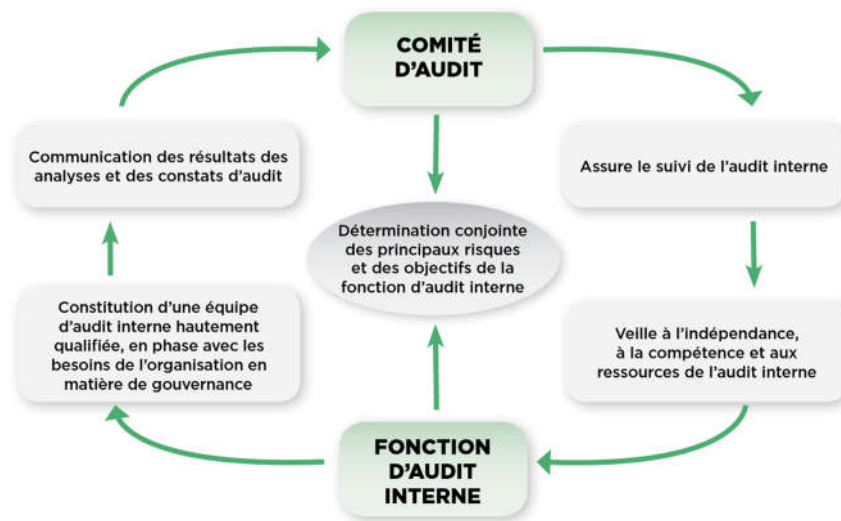 COMITÉ
D'AUDIT
Communication des résultats des
analyses et des constats d'audit
Assure le suivi de l'audit interne
Détermination conjointe
des principaux risques
et des objectifs de la
fonction d'audit interne
Constitution d'une équipe
d'audit interne hautement
qualifiée, en phase avec les
besoins de l'organisation en
matière de gouvernance
Veille à l'indépendance,
à la compétence et aux
ressources de l'audit interne
FONCTION
D'AUDIT
INTERNE